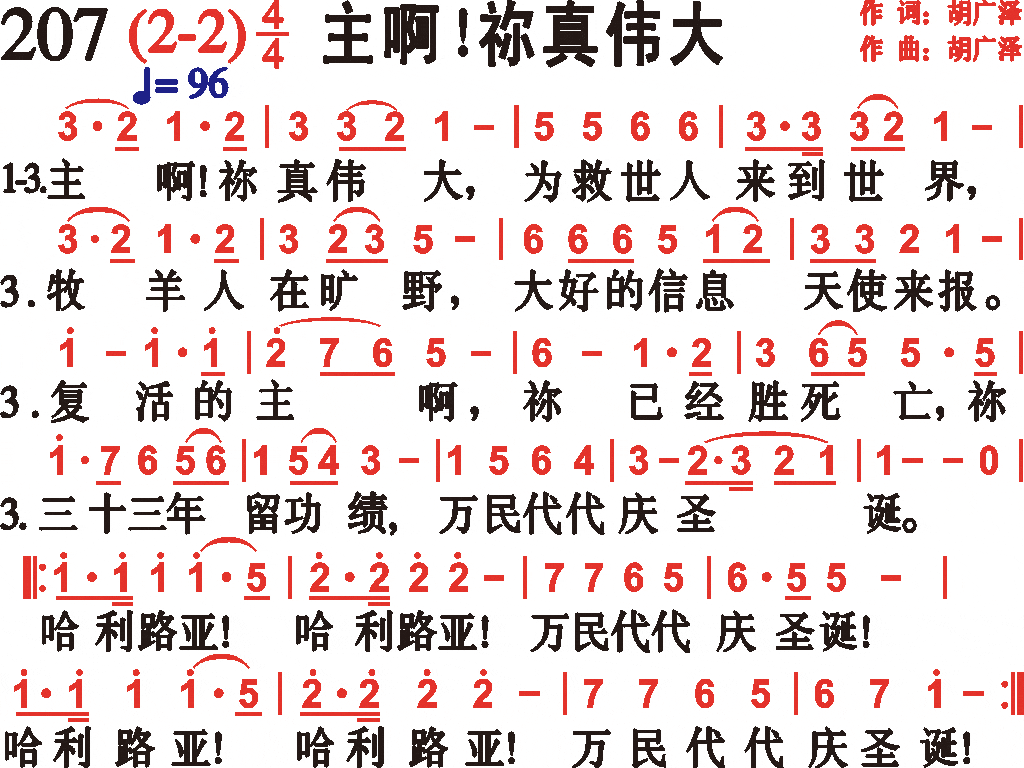 207 (2-2) 4/4 主啊!祢真伟大 作 词：胡广泽
♩= 96 作 曲：胡广泽
3 · 2 1 · 2 | 3 3 2 1 – | 5 5 6 6 | 3 · 3 3 2 1 – |
1-3.主 啊! 祢 真 伟 大, 为 救 世 人 来 到 世 界,
3 · 2 1 · 2 | 3 2 3 5 – | 6 6 6 5 1 2 | 3 3 2 1 – |
3 . 牧 羊 人 在 旷 野, 大 好 的 信 息 天 使 来 报。
1̇ – 1̇ · 1̇ | 2̇ 7 6 5 – | 6 – 1 · 2 | 3 6 5 5 · 5 |
3 . 复 活 的 主 啊, 祢 已 经 胜 死 亡, 祢
1̇ · 7 6 5 6 | 1 5 4 3 – | 1 5 6 4 | 3 – 2 · 3 2 1 | 1 – – 0 |
3. 三 十 三 年 留 功 绩, 万 民 代 代 庆 圣 诞。
‖: 1̇ · 1̇ 1̇ 1̇ · 5 | 2̇ · 2̇ 2̇ 2̇ – | 7 7 6 5 | 6 · 5 5 – |
哈 利 路 亚! 哈 利 路 亚! 万 民 代 代 庆 圣 诞!
1̇ · 1̇ 1̇ 1̇ · 5 | 2̇ · 2̇ 2̇ 2̇ – | 7 7 6 5 | 6 7 1̇ – :‖
哈 利 路 亚! 哈 利 路 亚! 万 民 代 代 庆 圣 诞!